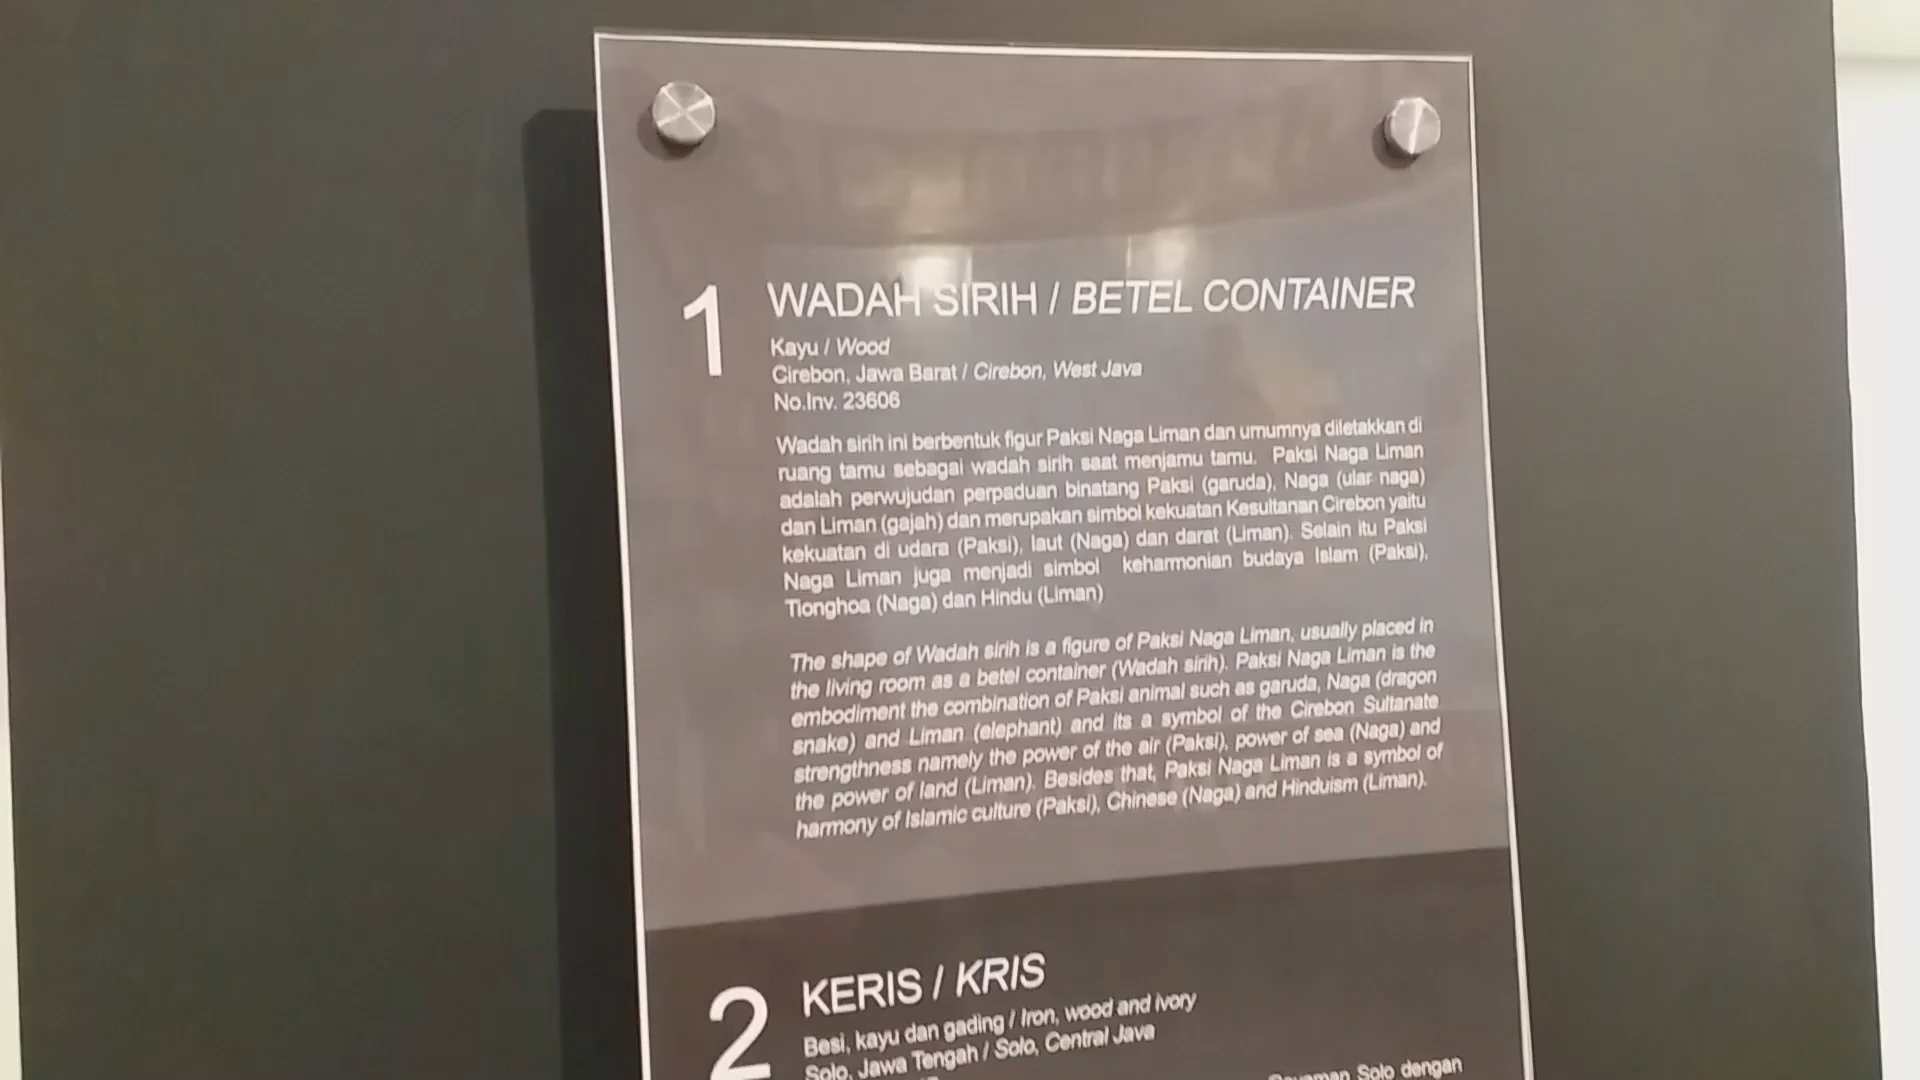 1 WADAH SIRIH / BETEL CONTAINER
Kayu / Wood
Cirebon, Jawa Barat / Cirebon, West Java
No.Inv. 23606
Wadah sirih ini berbentuk figur Paksi Naga Liman dan umumnya diletakkan di
ruang tamu sebagai wadah sirih saat menjamu tamu. Paksi Naga Liman
adalah perwujudan perpaduan binatang Paksi (garuda), Naga (ular naga)
dan Liman (gajah) dan merupakan simbol kekuatan Kesultanan Cirebon yaitu
kekuatan di udara (Paksi), laut (Naga) dan darat (Liman). Selain itu Paksi
Naga Liman juga menjadi simbol keharmonian budaya Islam (Paksi),
Tionghoa (Naga) dan Hindu (Liman)
The shape of Wadah sirih is a figure of Paksi Naga Liman, usually placed in
the living room as a betel container (Wadah sirih). Paksi Naga Liman is the
embodiment the combination of Paksi animal such as garuda, Naga (dragon
snake) and Liman (elephant) and its a symbol of the Cirebon Sultanate
strengthness namely the power of the air (Paksi), power of sea (Naga) and
the power of land (Liman). Besides that, Paksi Naga Liman is a symbol of
harmony of Islamic culture (Paksi), Chinese (Naga) and Hinduism (Liman).
2 KERIS / KRIS
Besi, kayu dan gading / Iron, wood and ivory
Solo, Jawa Tengah / Solo, Central Java
Solo dengan